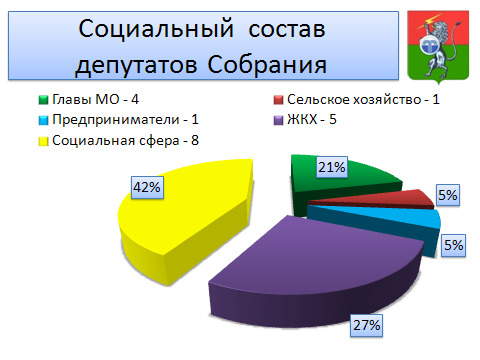 Социальный состав
депутатов Собрания
Главы МО - 4
Сельское хозяйство - 1
Предприниматели - 1
ЖКХ - 5
Социальная сфера - 8
42%
21%
5%
5%
27%